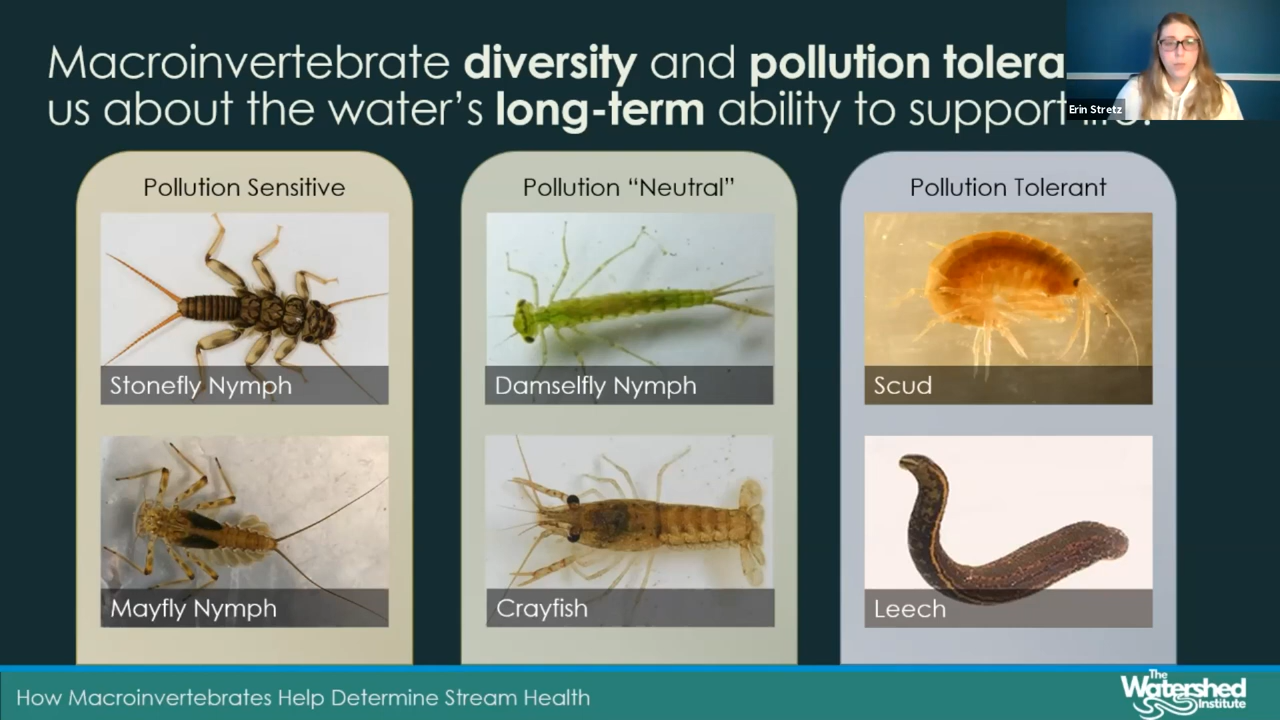 Macroinvertebrate diversity and pollution tolera
us about the water's long-term ability to support
Erin Stretz
Pollution Sensitive
Pollution “Neutral”
Pollution Tolerant
Stonefly Nymph
Damselfly Nymph
Scud
Mayfly Nymph
Crayfish
Leech
How Macroinvertebrates Help Determine Stream Health
The
Watershed
Institute